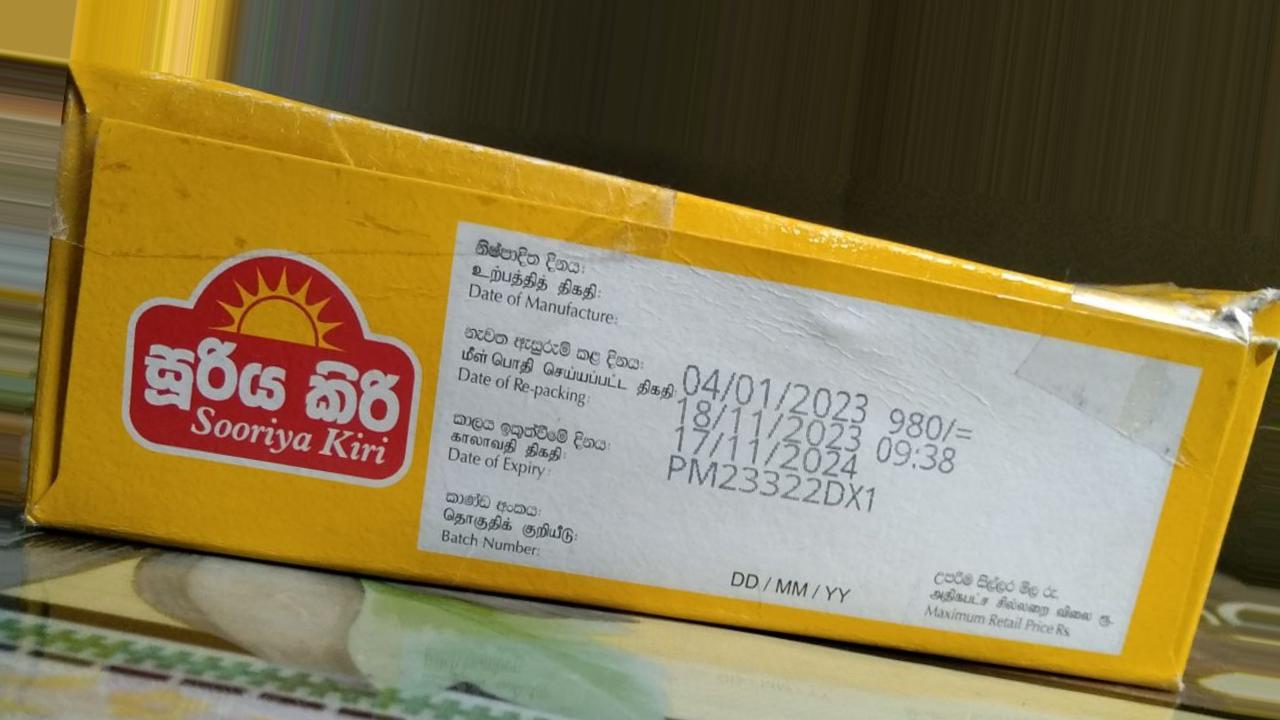 සූරිය කිරි
Sooriya Kiri
නිෂ්පාදිත දිනය:
உற்பத்தித் திகதி:
Date of Manufacture:
නැවත ඇසුරුම් කළ දිනය:
மீள் பொதி செய்யப்பட்ட திகதி:
Date of Re-packing:
කාලය ඉකුත්වීමේ දිනය:
காலாவதி திகதி:
Date of Expiry:
කාණ්ඩ අංකය:
தொகுதிக் குறியீடு:
Batch Number:
04/01/2023 980/=
18/11/2023 09:38
17/11/2024
PM23322DX1
DD / MM / YY
උපරිම සිල්ලර මිල රු.
அதிகபட்ச சில்லறை விலை ரூ.
Maximum Retail Price Rs.